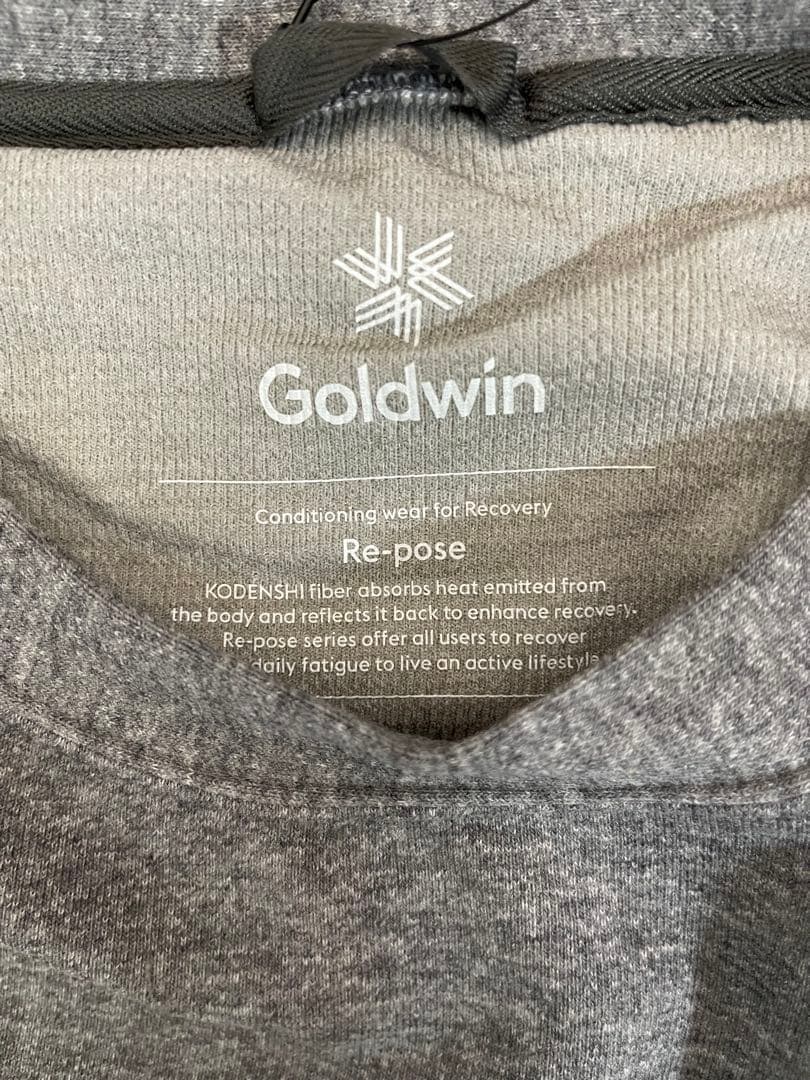 Goldwin
Conditioning wear for Recovery
Re-pose
KODENSHI fiber absorbs heat emitted from
the body and reflects it back to enhance recovery.
Re-pose series offer all users to recover
daily fatigue to live an active lifestyle